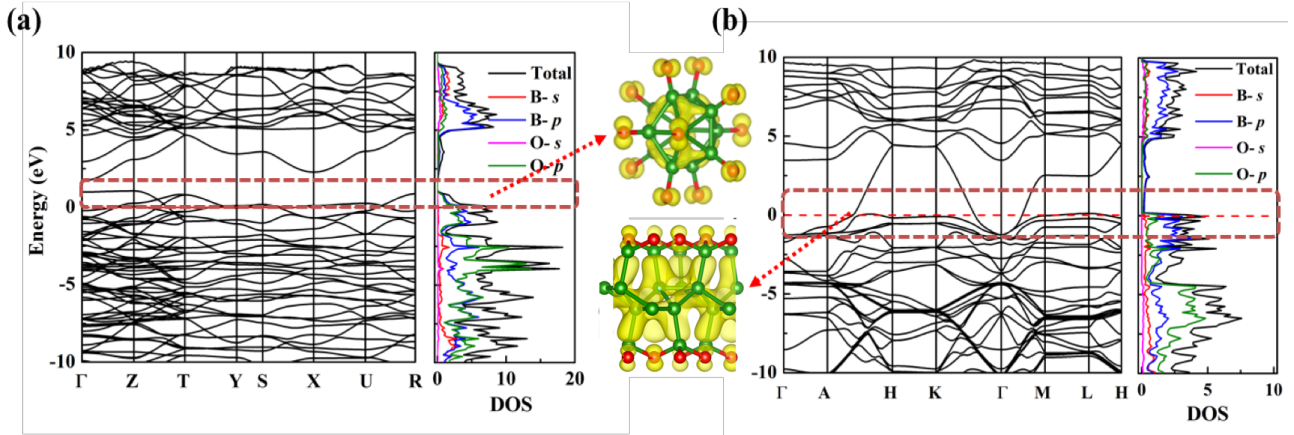 (a)
10
5
0
-5
-10
Energy (eV)
Γ Z T Y S X U R
Total
B- s
B- p
O- s
O- p
0 10 20
DOS
(b)
10
5
0
-5
-10
Γ A H K Γ M L H
Total
B- s
B- p
O- s
O- p
0 5 10
DOS